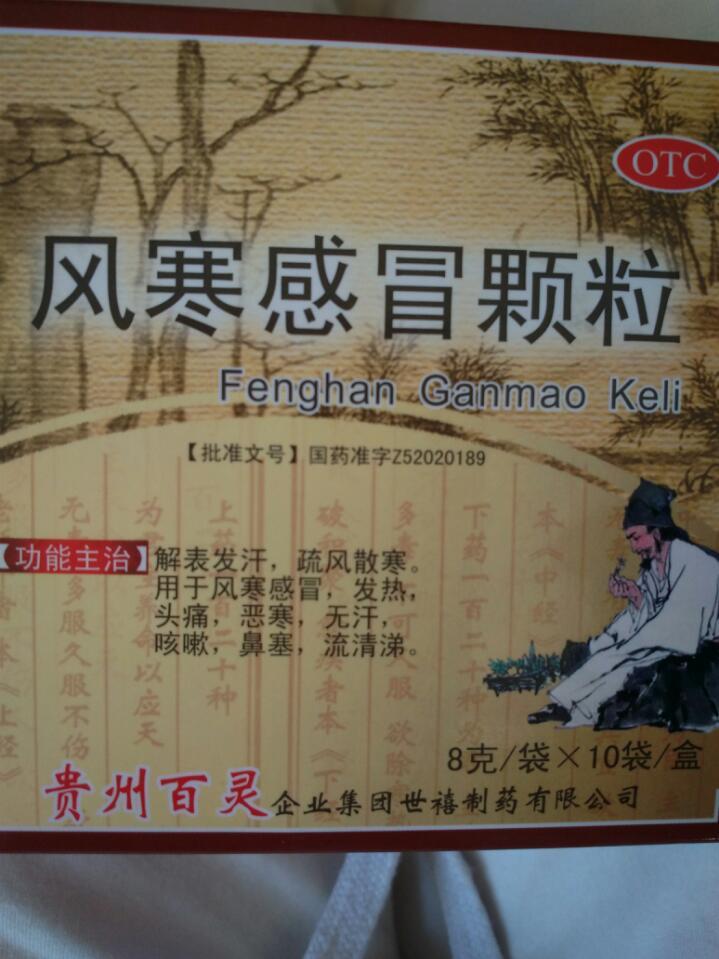 OTC
风寒感冒颗粒
Fenghan Ganmao Keli
【批准文号】国药准字Z52020189
【功能主治】解表发汗，疏风散寒。
用于风寒感冒，发热，
头痛，恶寒，无汗，
咳嗽，鼻塞，流清涕。
8克/袋×10袋/盒
贵州百灵企业集团世禧制药有限公司